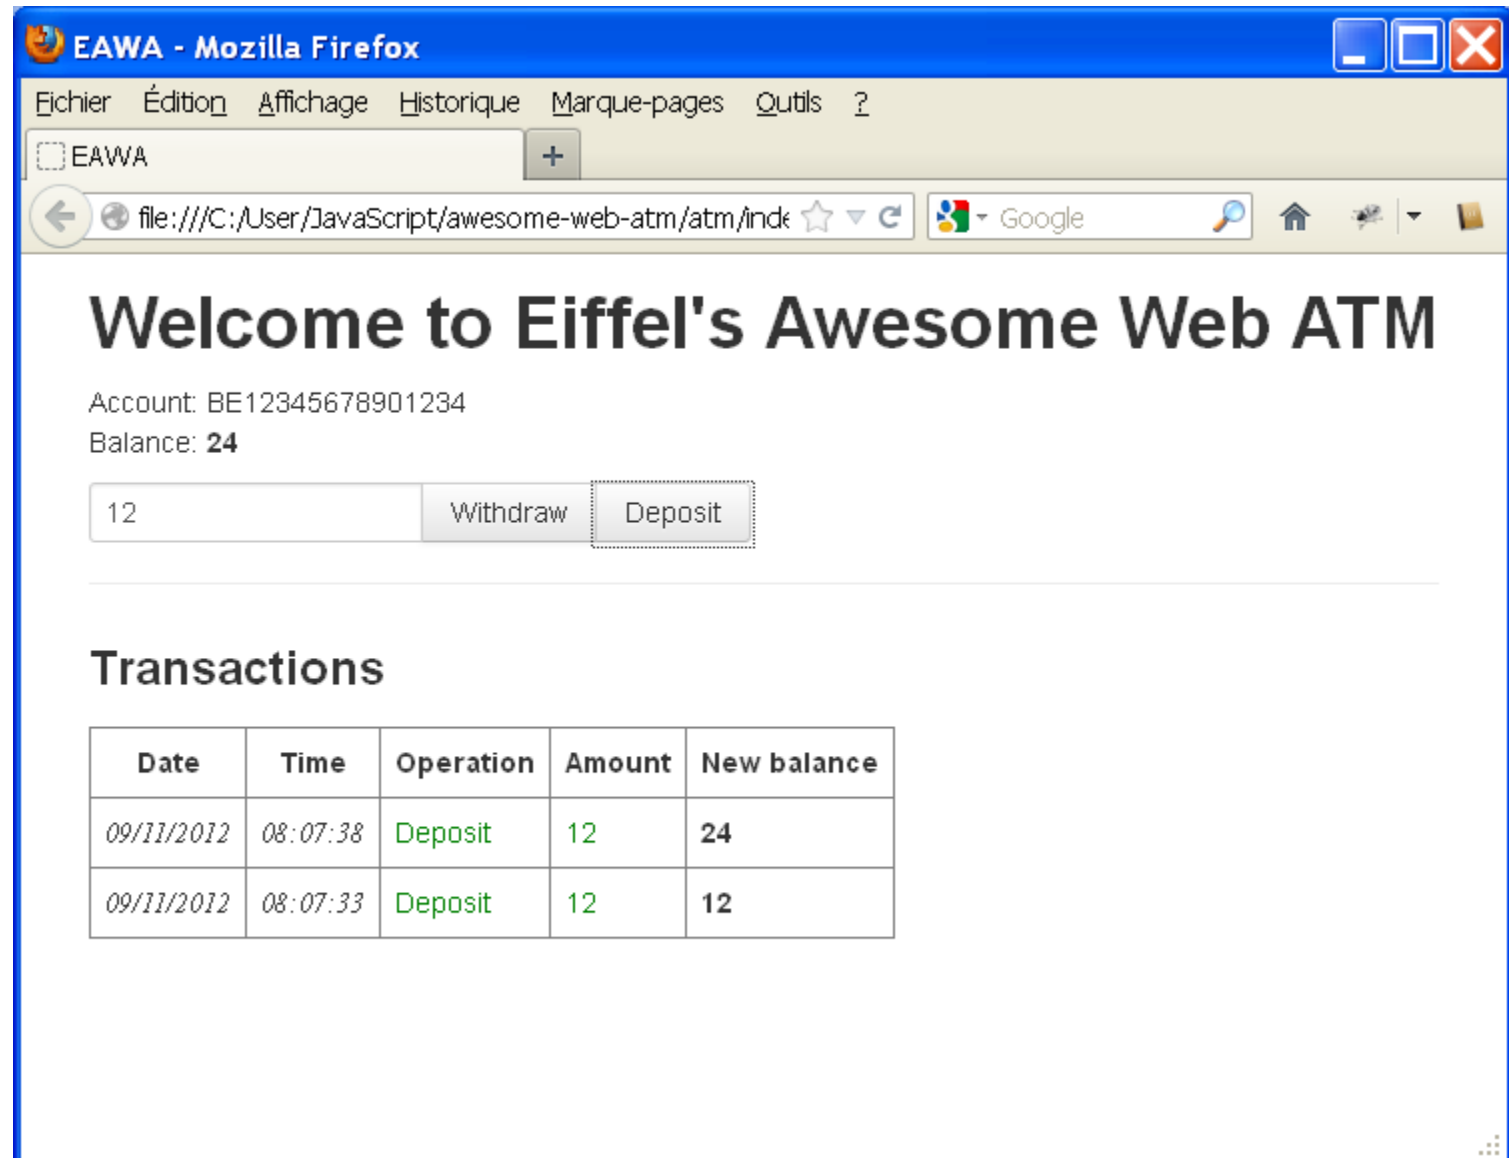 EAWA - Mozilla Firefox
Fichier Édition Affichage Historique Marque-pages Outils ?
EAWA +
file:///C:/User/JavaScript/awesome-web-atm/atm/inde Google
Welcome to Eiffel's Awesome Web ATM
Account: BE12345678901234
Balance: 24
12 Withdraw Deposit
Transactions
Date Time Operation Amount New balance
09/11/2012 08:07:38 Deposit 12 24
09/11/2012 08:07:33 Deposit 12 12